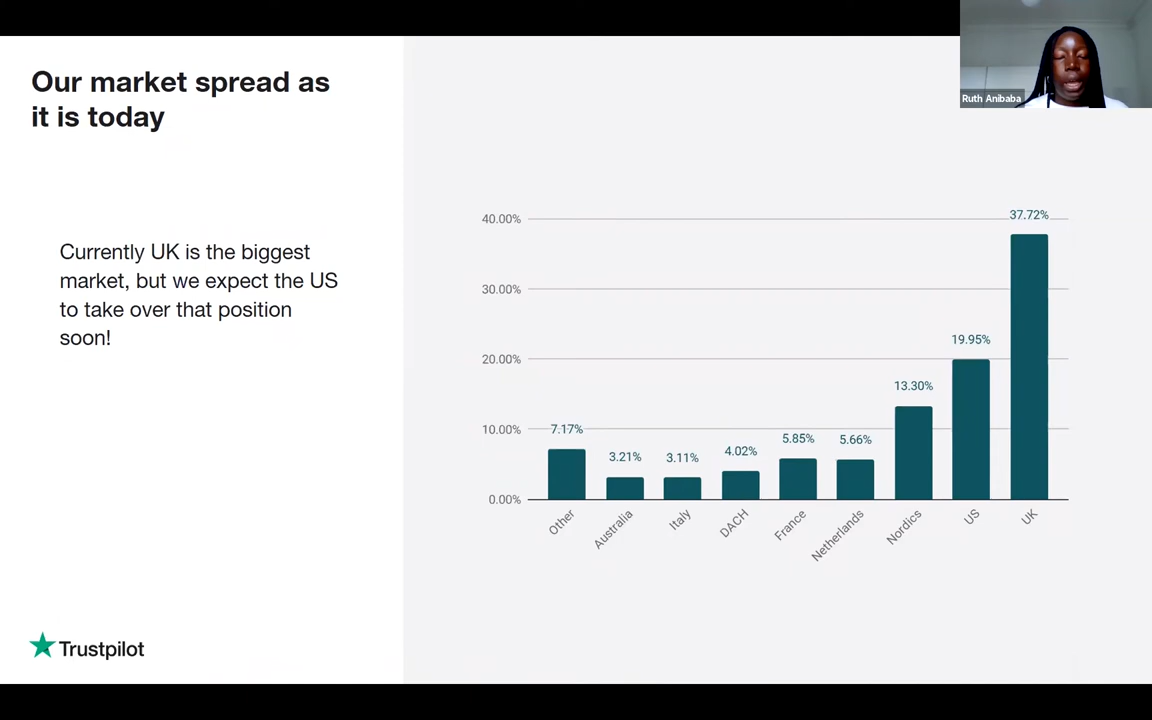 Our market spread as
it is today
Ruth Anibaba
Currently UK is the biggest
market, but we expect the US
to take over that position
soon!
40.00%
30.00%
20.00%
10.00%
0.00%
7.17%
3.21%
3.11%
4.02%
5.85%
5.66%
13.30%
19.95%
37.72%
Other
Australia
Italy
DACH
France
Netherlands
Nordics
US
UK
Trustpilot